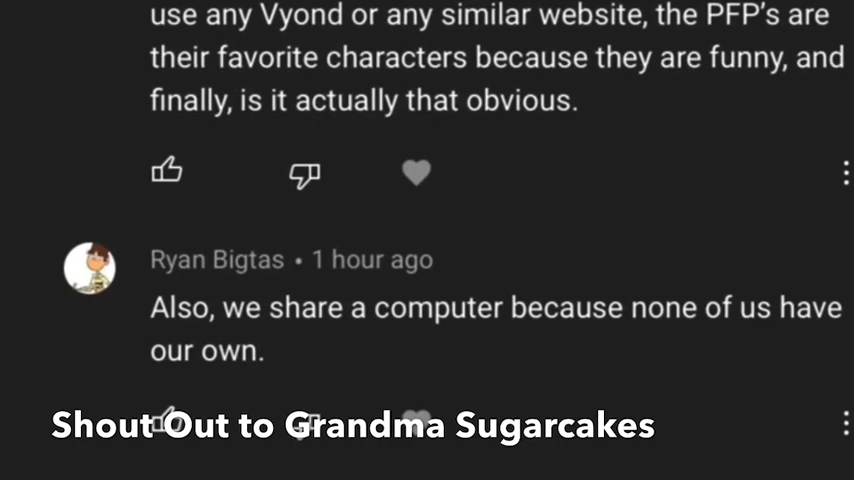 use any Vyond or any similar website, the PFP's are
their favorite characters because they are funny, and
finally, is it actually that obvious.
Ryan Bigtas • 1 hour ago
Also, we share a computer because none of us have
our own.
Shout Out to Grandma Sugarcakes